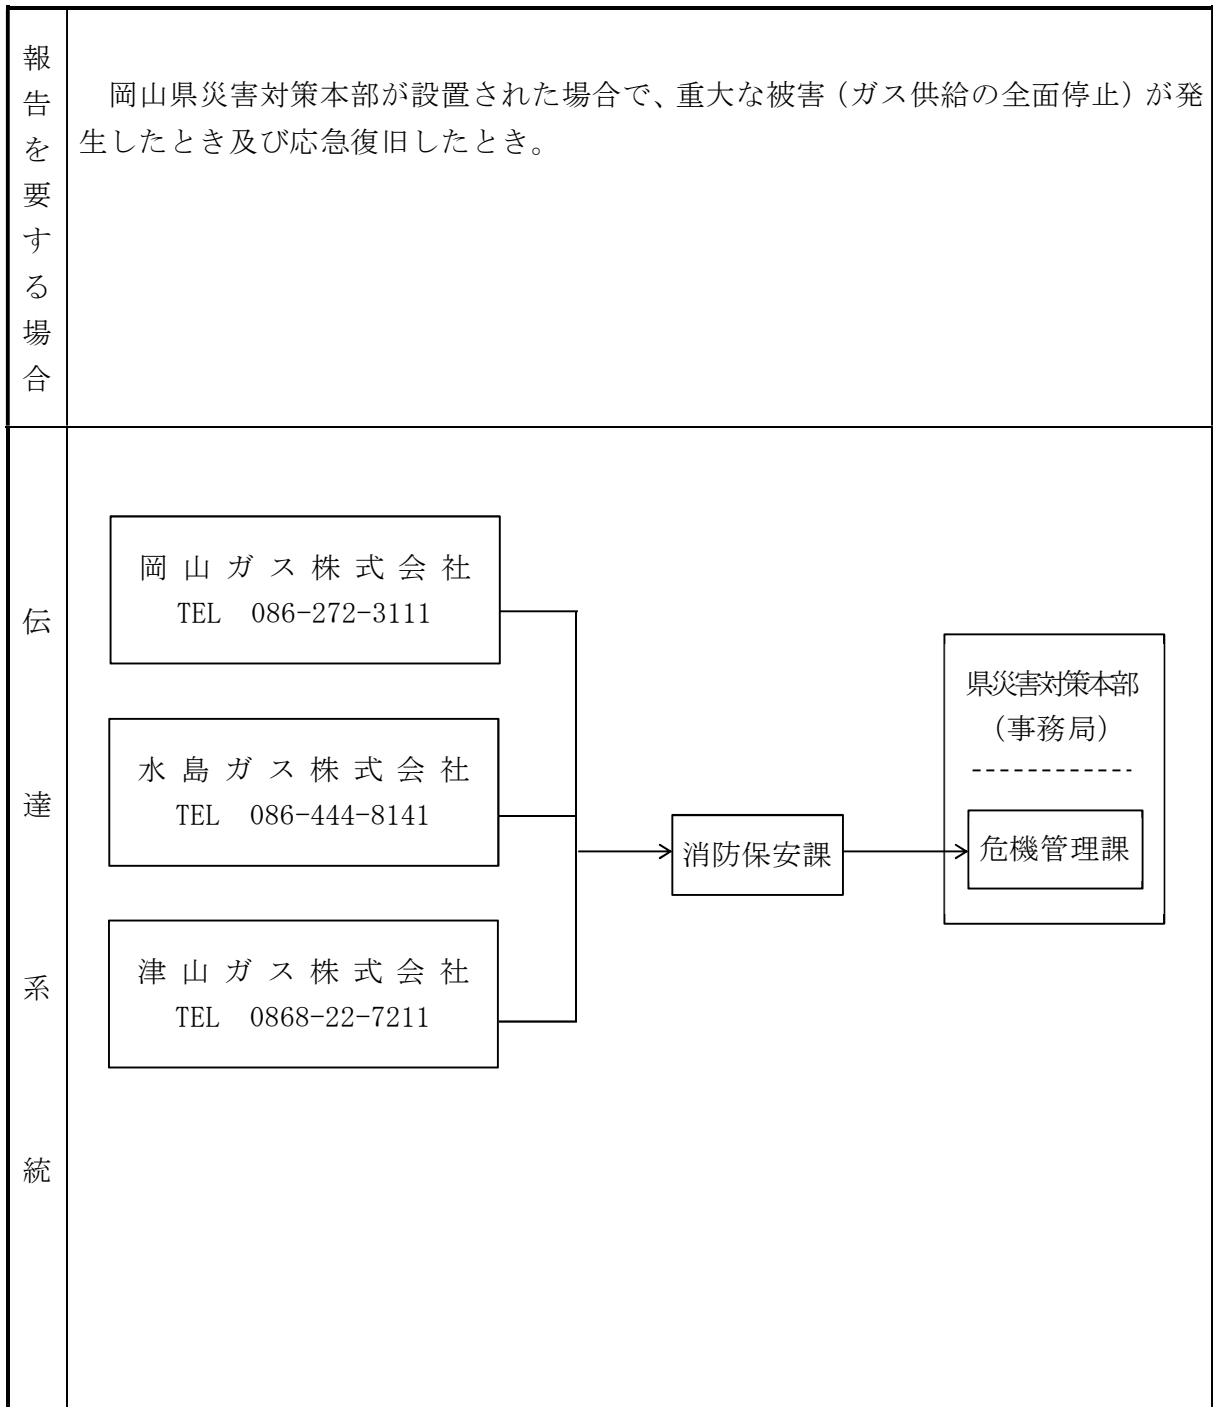 報告を要する場合
岡山県災害対策本部が設置された場合で、重大な被害（ガス供給の全面停止）が発
生したとき及び応急復旧したとき。
伝達系統
岡山ガス株式会社
TEL 086-272-3111
水島ガス株式会社
TEL 086-444-8141
津山ガス株式会社
TEL 0868-22-7211
消防保安課
県災害対策本部
（事務局）
危機管理課